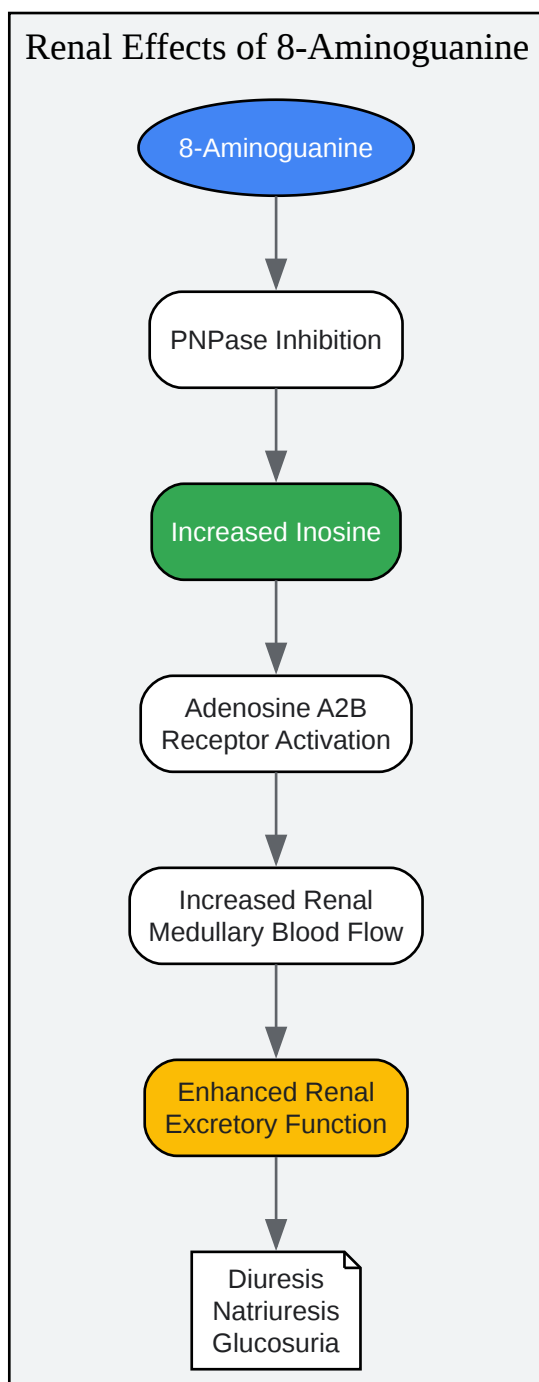 Renal Effects of 8-Aminoguanine
8-Aminoguanine
PNPase Inhibition
Increased Inosine
Adenosine A2B
Receptor Activation
Increased Renal
Medullary Blood Flow
Enhanced Renal
Excretory Function
Diuresis
Natriuresis
Glucosuria